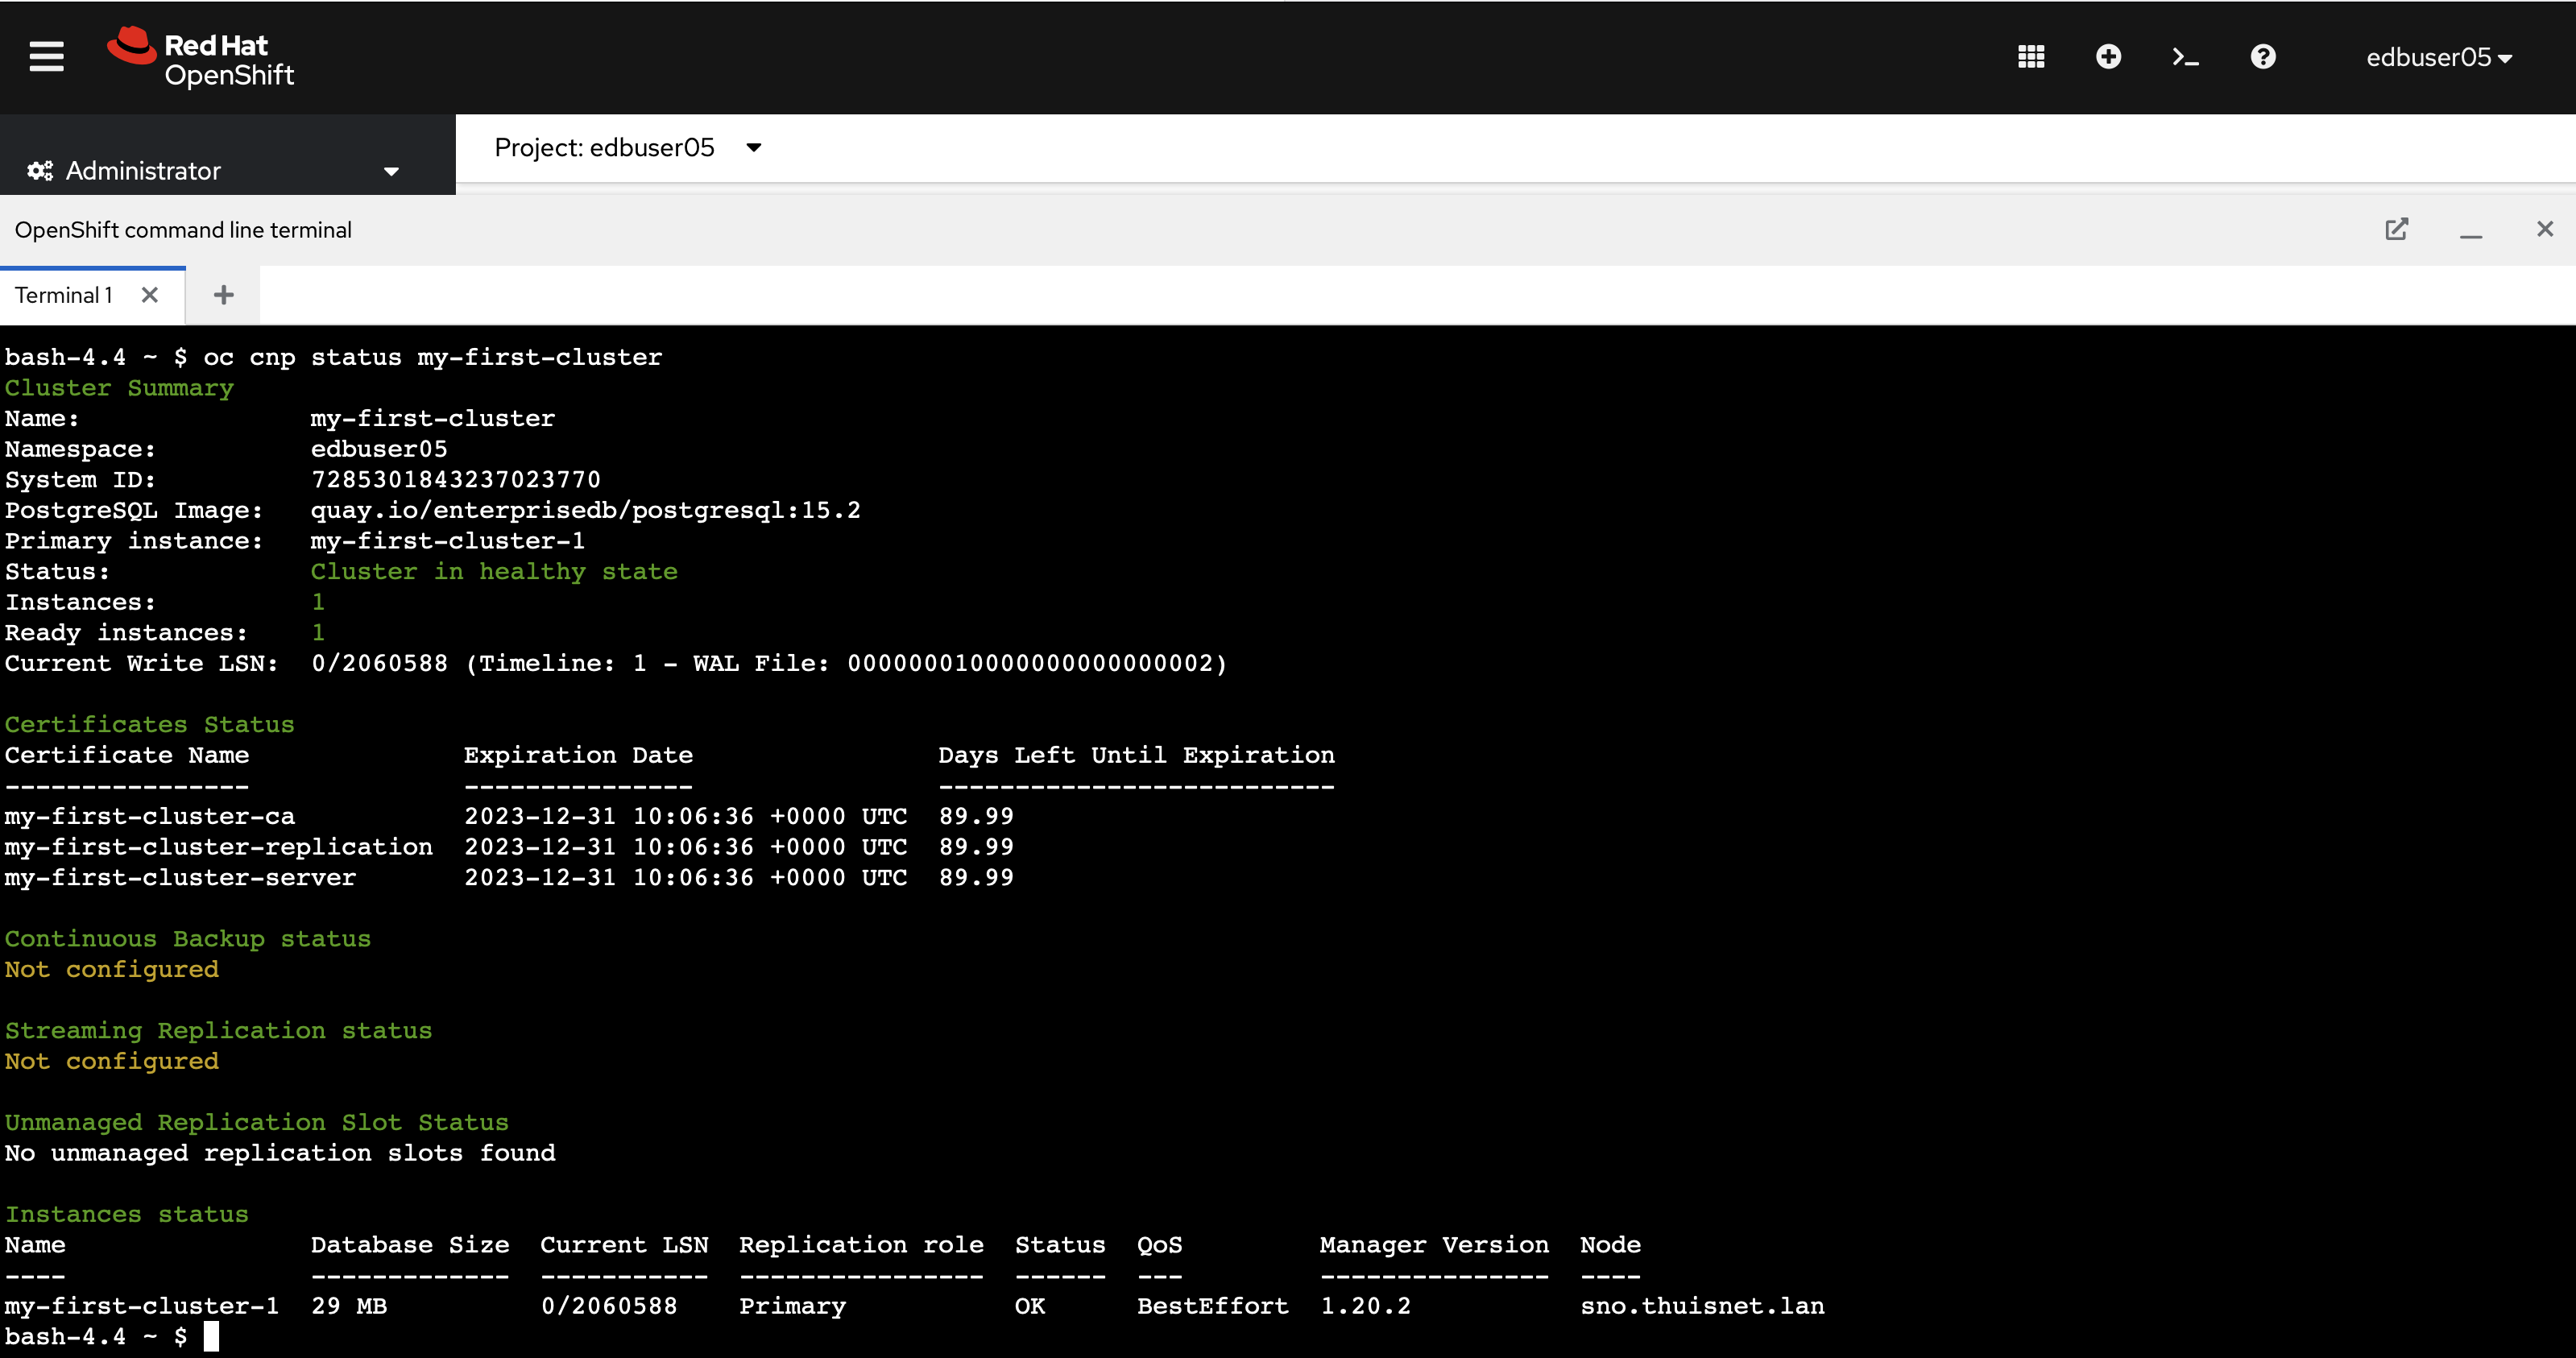 Red Hat
OpenShift
edbuser05
Administrator
Project: edbuser05
OpenShift command line terminal
Terminal 1
bash-4.4 ~ $ oc cnp status my-first-cluster
Cluster Summary
Name:                my-first-cluster
Namespace:           edbuser05
System ID:           7285301843237023770
PostgreSQL Image:    quay.io/enterprisedb/postgresql:15.2
Primary instance:    my-first-cluster-1
Status:              Cluster in healthy state
Instances:           1
Ready instances:     1
Current Write LSN:   0/2060588 (Timeline: 1 - WAL File: 000000010000000000000002)
Certificates Status
Certificate Name              Expiration Date                Days Left Until Expiration
----------------              ---------------                --------------------------
my-first-cluster-ca           2023-12-31 10:06:36 +0000 UTC  89.99
my-first-cluster-replication  2023-12-31 10:06:36 +0000 UTC  89.99
my-first-cluster-server       2023-12-31 10:06:36 +0000 UTC  89.99
Continuous Backup status
Not configured
Streaming Replication status
Not configured
Unmanaged Replication Slot Status
No unmanaged replication slots found
Instances status
Name                Database Size  Current LSN  Replication role  Status  QoS         Manager Version  Node
----                -------------  -----------  ----------------  ------  ---         ---------------  ----
my-first-cluster-1  29 MB          0/2060588    Primary           OK      BestEffort  1.20.2           sno.thuisnet.lan
bash-4.4 ~ $